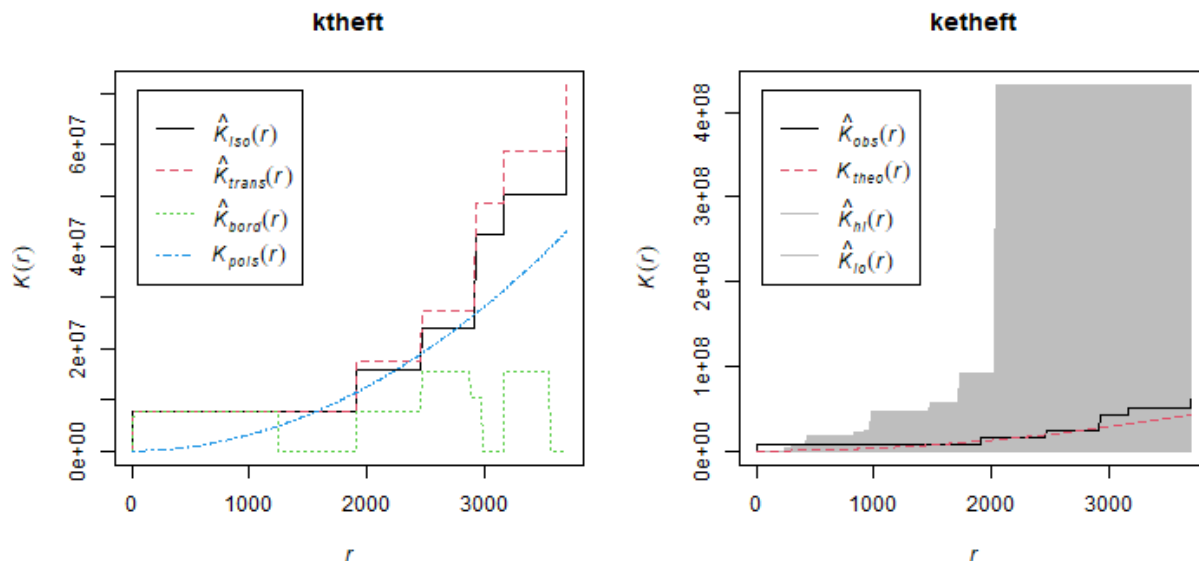 ktheft
K(r)
6e+07
4e+07
2e+07
0e+00
K̂iso(r)
K̂trans(r)
K̂bord(r)
Kpois(r)
0 1000 2000 3000
r
ketheft
K(r)
4e+08
3e+08
2e+08
1e+08
0e+00
K̂obs(r)
Ktheo(r)
K̂hi(r)
K̂lo(r)
0 1000 2000 3000
r